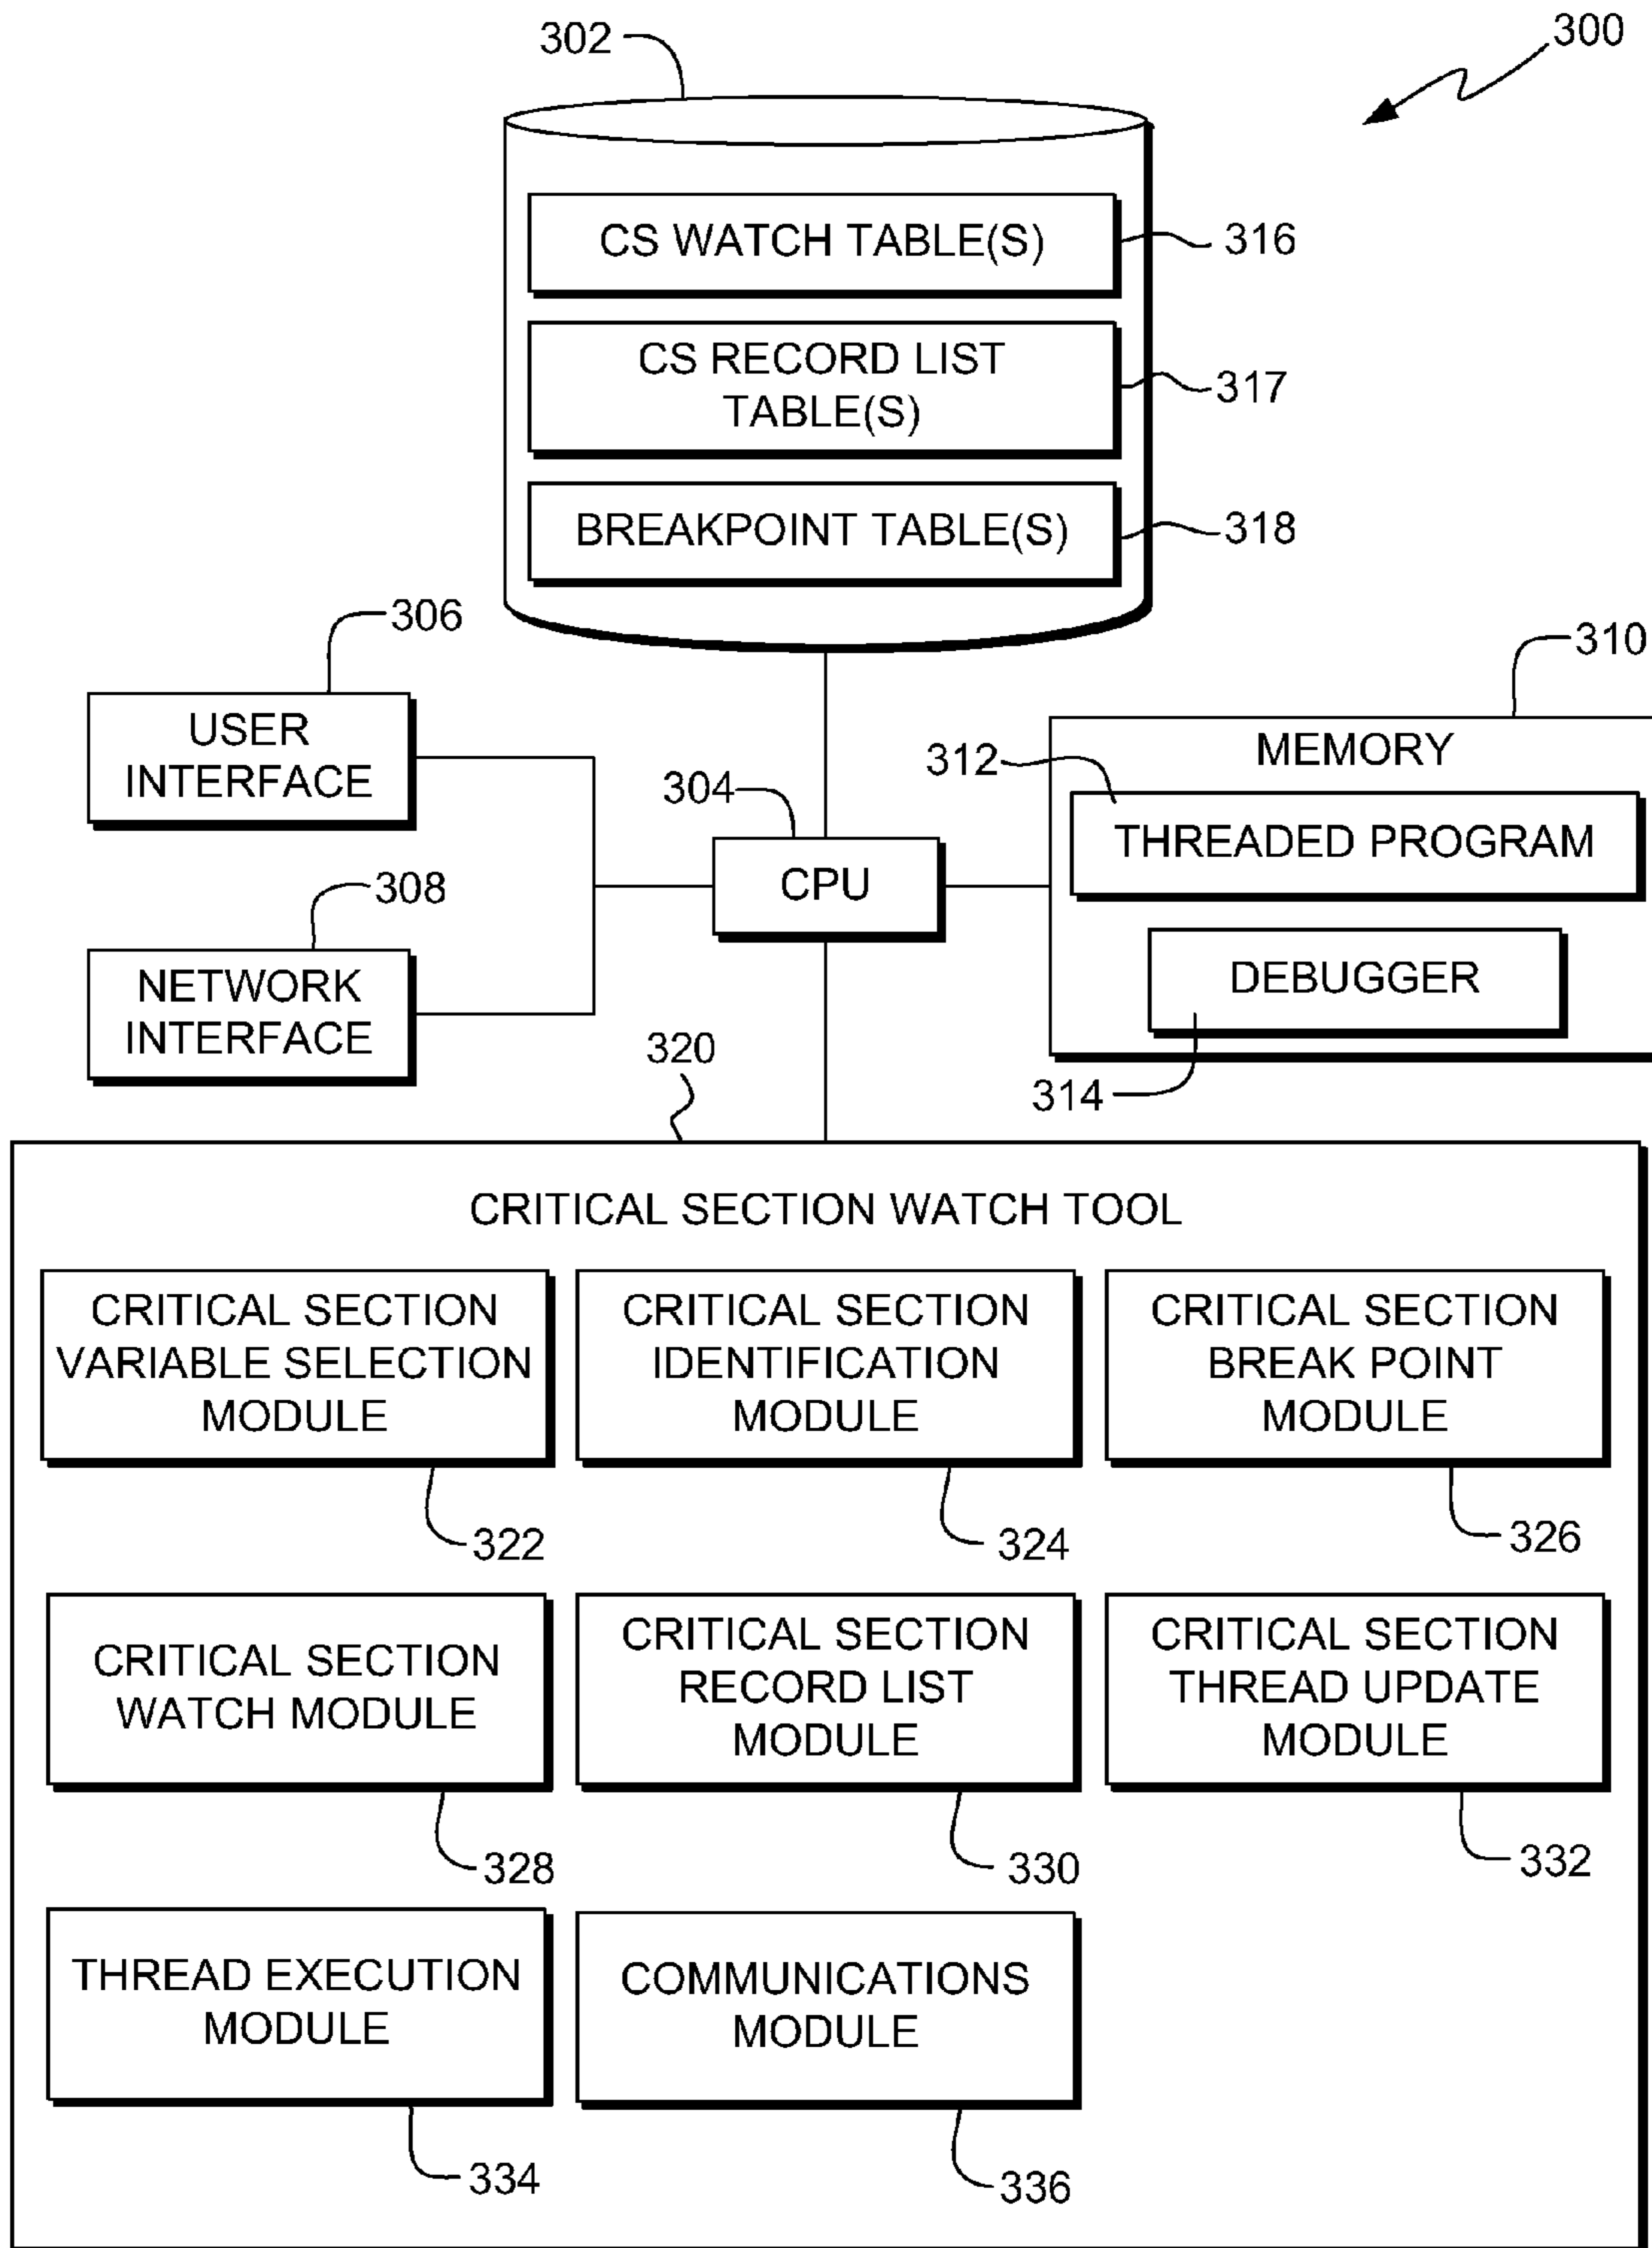 302
300
CS WATCH TABLE(S)
316
CS RECORD LIST
TABLE(S)
317
BREAKPOINT TABLE(S)
318
306
USER
INTERFACE
310
MEMORY
312
THREADED PROGRAM
304
CPU
308
NETWORK
INTERFACE
DEBUGGER
314
320
CRITICAL SECTION WATCH TOOL
CRITICAL SECTION
VARIABLE SELECTION
MODULE
322
CRITICAL SECTION
IDENTIFICATION
MODULE
324
CRITICAL SECTION
BREAK POINT
MODULE
326
CRITICAL SECTION
WATCH MODULE
328
CRITICAL SECTION
RECORD LIST
MODULE
330
CRITICAL SECTION
THREAD UPDATE
MODULE
332
THREAD EXECUTION
MODULE
334
COMMUNICATIONS
MODULE
336